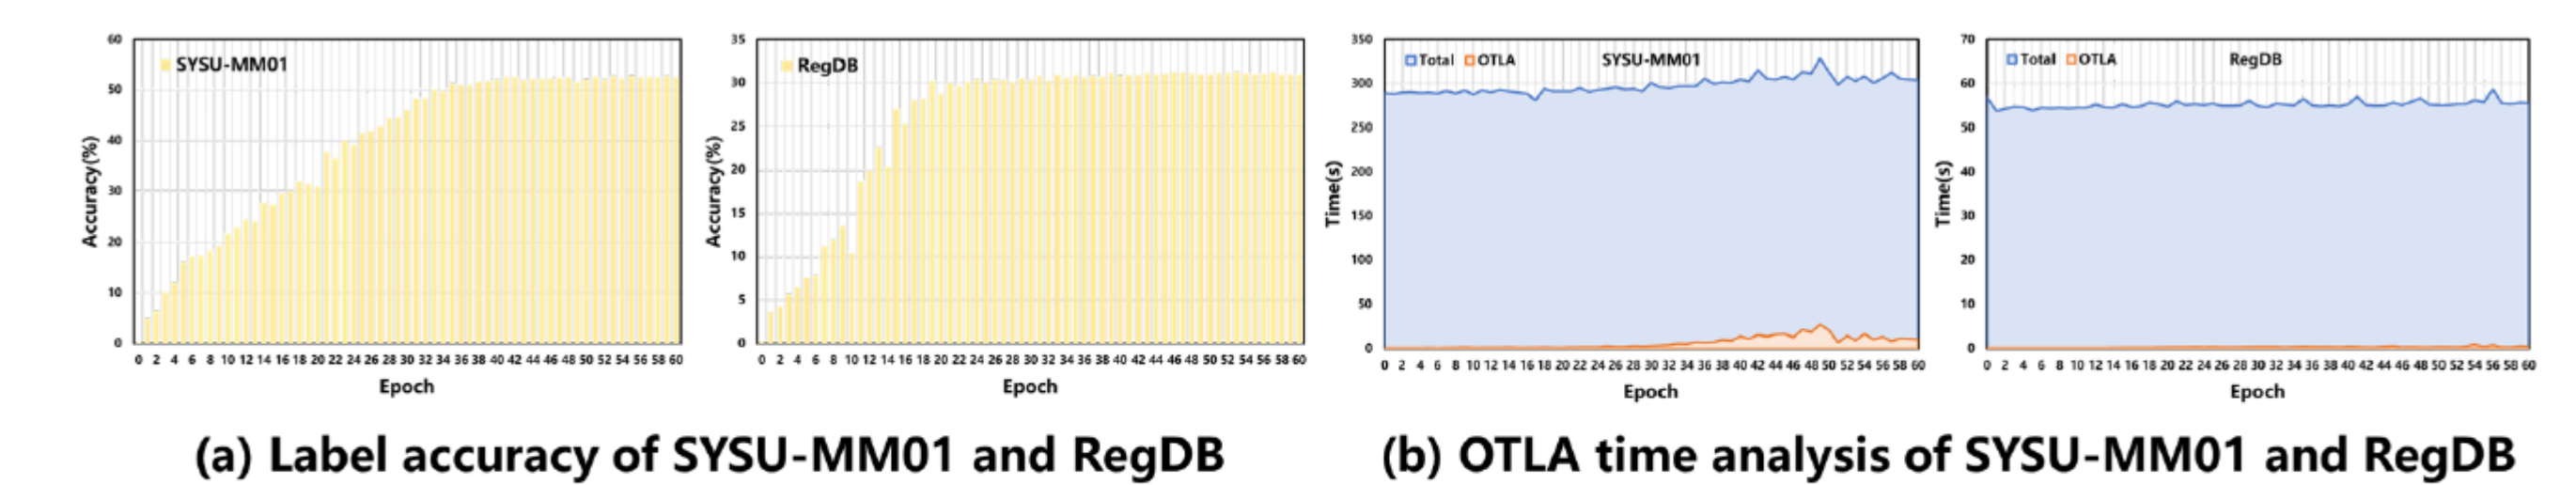 60
50
40
30
20
10
0
Accuracy(%)
SYSU-MM01
0 2 4 6 8 10 12 14 16 18 20 22 24 26 28 30 32 34 36 38 40 42 44 46 48 50 52 54 56 58 60
Epoch
35
30
25
20
15
10
5
0
Accuracy(%)
RegDB
0 2 4 6 8 10 12 14 16 18 20 22 24 26 28 30 32 34 36 38 40 42 44 46 48 50 52 54 56 58 60
Epoch
(a) Label accuracy of SYSU-MM01 and RegDB
350
300
250
200
150
100
50
0
Time(s)
Total OTLA SYSU-MM01
0 2 4 6 8 10 12 14 16 18 20 22 24 26 28 30 32 34 36 38 40 42 44 46 48 50 52 54 56 58 60
Epoch
70
60
50
40
30
20
10
0
Time(s)
Total OTLA RegDB
0 2 4 6 8 10 12 14 16 18 20 22 24 26 28 30 32 34 36 38 40 42 44 46 48 50 52 54 56 58 60
Epoch
(b) OTLA time analysis of SYSU-MM01 and RegDB